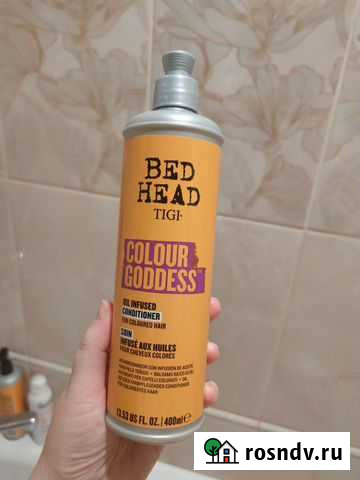 BED
HEAD
TIGI
COLOUR
GODDESS™
OIL INFUSED
CONDITIONER
FOR COLOURED HAIR
SOIN
INFUSÉ AUX HUILES
POUR CHEVEUX COLORÉS
13.53 US FL. OZ. / 400ml e
rosndv.ru